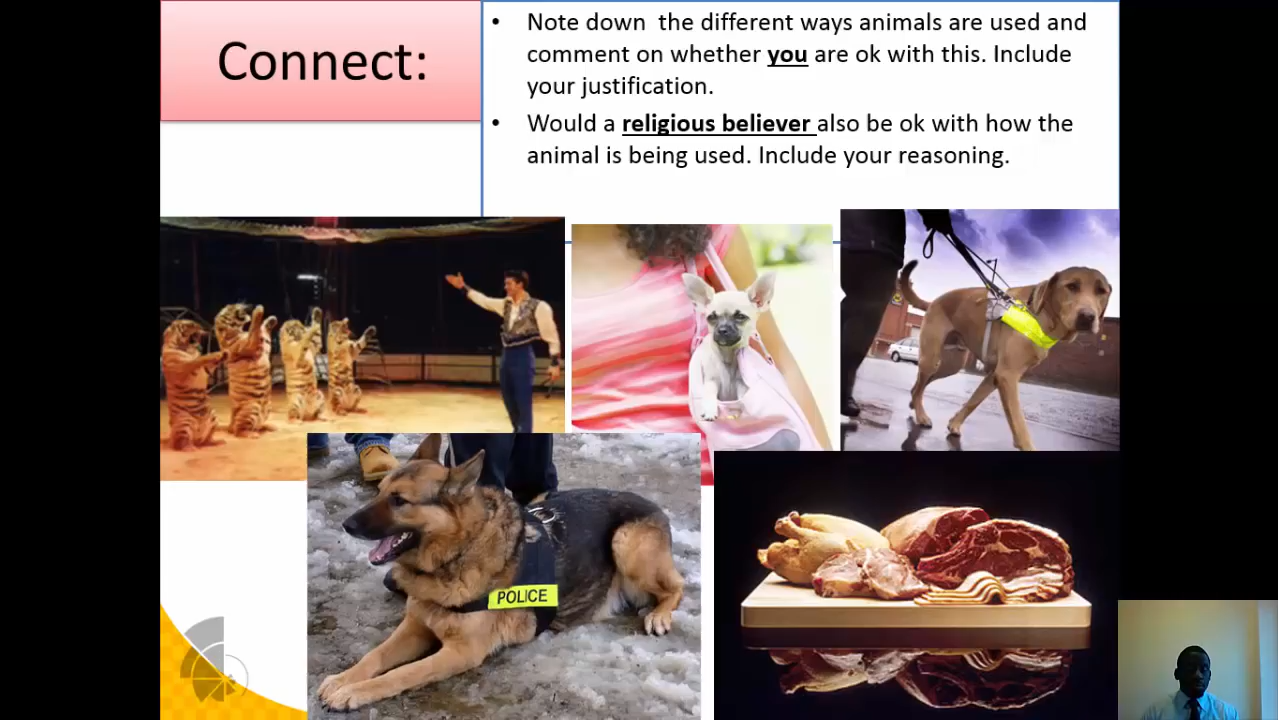 Connect:
• Note down the different ways animals are used and
comment on whether you are ok with this. Include
your justification.
• Would a religious believer also be ok with how the
animal is being used. Include your reasoning.
POLICE